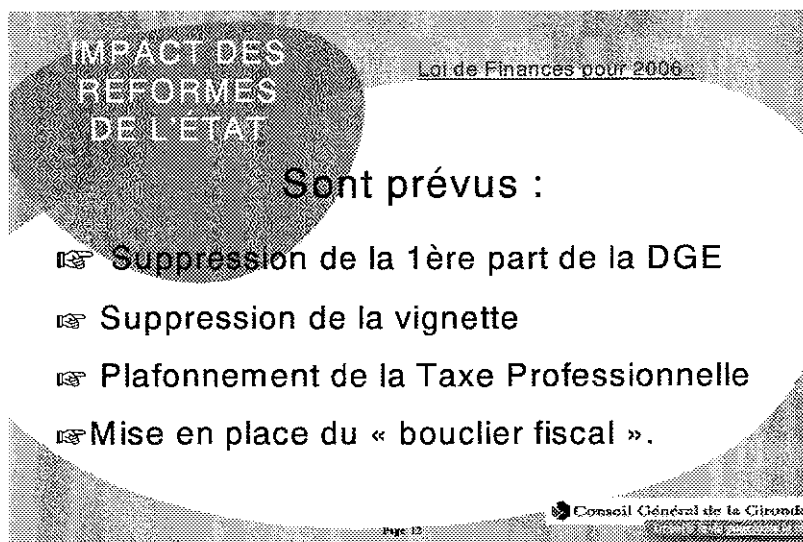 IMPACT DES
RÉFORMES
DE L'ÉTAT
Loi de Finances pour 2006 :
Sont prévus :
☞ Suppression de la 1ère part de la DGE
☞ Suppression de la vignette
☞ Plafonnement de la Taxe Professionnelle
☞Mise en place du « bouclier fiscal ».
Conseil Général de la Gironde
Page 12